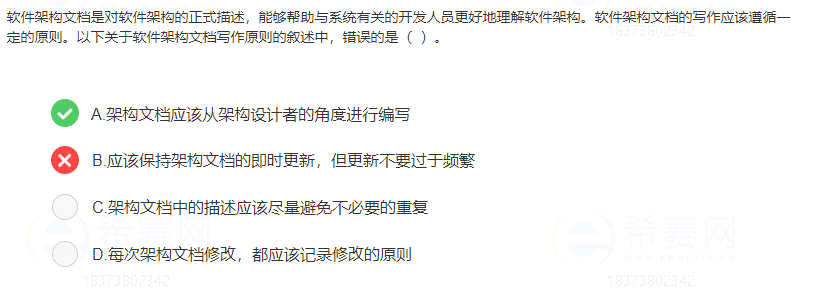 软件架构文档是对软件架构的正式描述，能够帮助与系统有关的开发人员更好地理解软件架构。软件架构文档的写作应该遵循一
定的原则。以下关于软件架构文档写作原则的叙述中，错误的是（ ）。
18373802342
A.架构文档应该从架构设计者的角度进行编写
B.应该保持架构文档的即时更新，但更新不要过于频繁
C.架构文档中的描述应该尽量避免不必要的重复
希赛网
希赛网
WWW.EDUCITY.CN
D.每次架构文档修改，都应该记录修改的原则
18373802342
18373802342